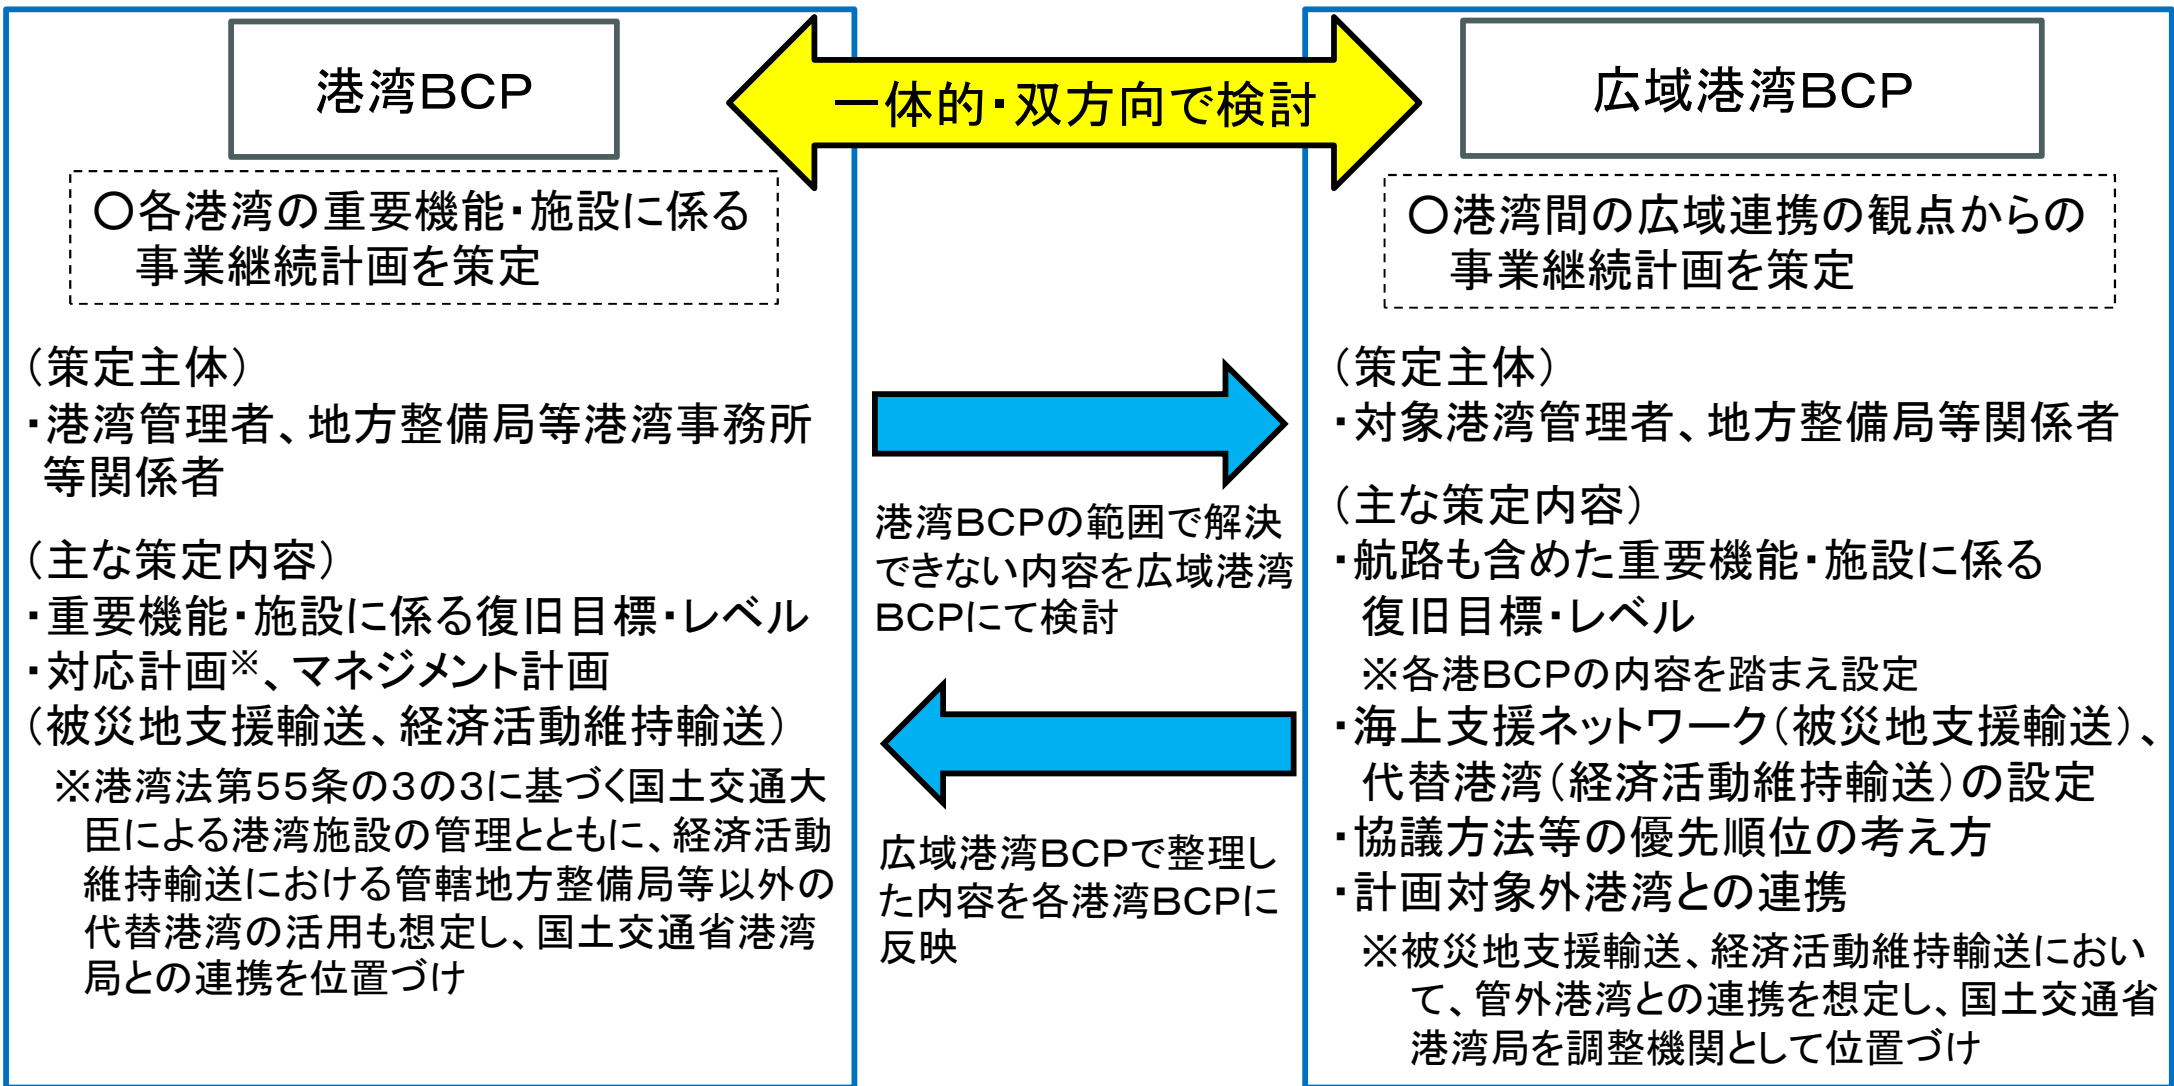 港湾BCP
一体的・双方向で検討
広域港湾BCP
〇各港湾の重要機能・施設に係る
事業継続計画を策定
(策定主体)
・港湾管理者、地方整備局等港湾事務所
等関係者
(主な策定内容)
・重要機能・施設に係る復旧目標・レベル
・対応計画※、マネジメント計画
(被災地支援輸送、経済活動維持輸送)
※港湾法第55条の3の3に基づく国土交通大
臣による港湾施設の管理とともに、経済活動
維持輸送における管轄地方整備局等以外の
代替港湾の活用も想定し、国土交通省港湾
局との連携を位置づけ
港湾BCPの範囲で解決
できない内容を広域港湾
BCPにて検討
広域港湾BCPで整理し
た内容を各港湾BCPに
反映
〇港湾間の広域連携の観点からの
事業継続計画を策定
(策定主体)
・対象港湾管理者、地方整備局等関係者
(主な策定内容)
・航路も含めた重要機能・施設に係る
復旧目標・レベル
※各港BCPの内容を踏まえ設定
・海上支援ネットワーク(被災地支援輸送)、
代替港湾(経済活動維持輸送)の設定
・協議方法等の優先順位の考え方
・計画対象外港湾との連携
※被災地支援輸送、経済活動維持輸送におい
て、管外港湾との連携を想定し、国土交通省
港湾局を調整機関として位置づけ